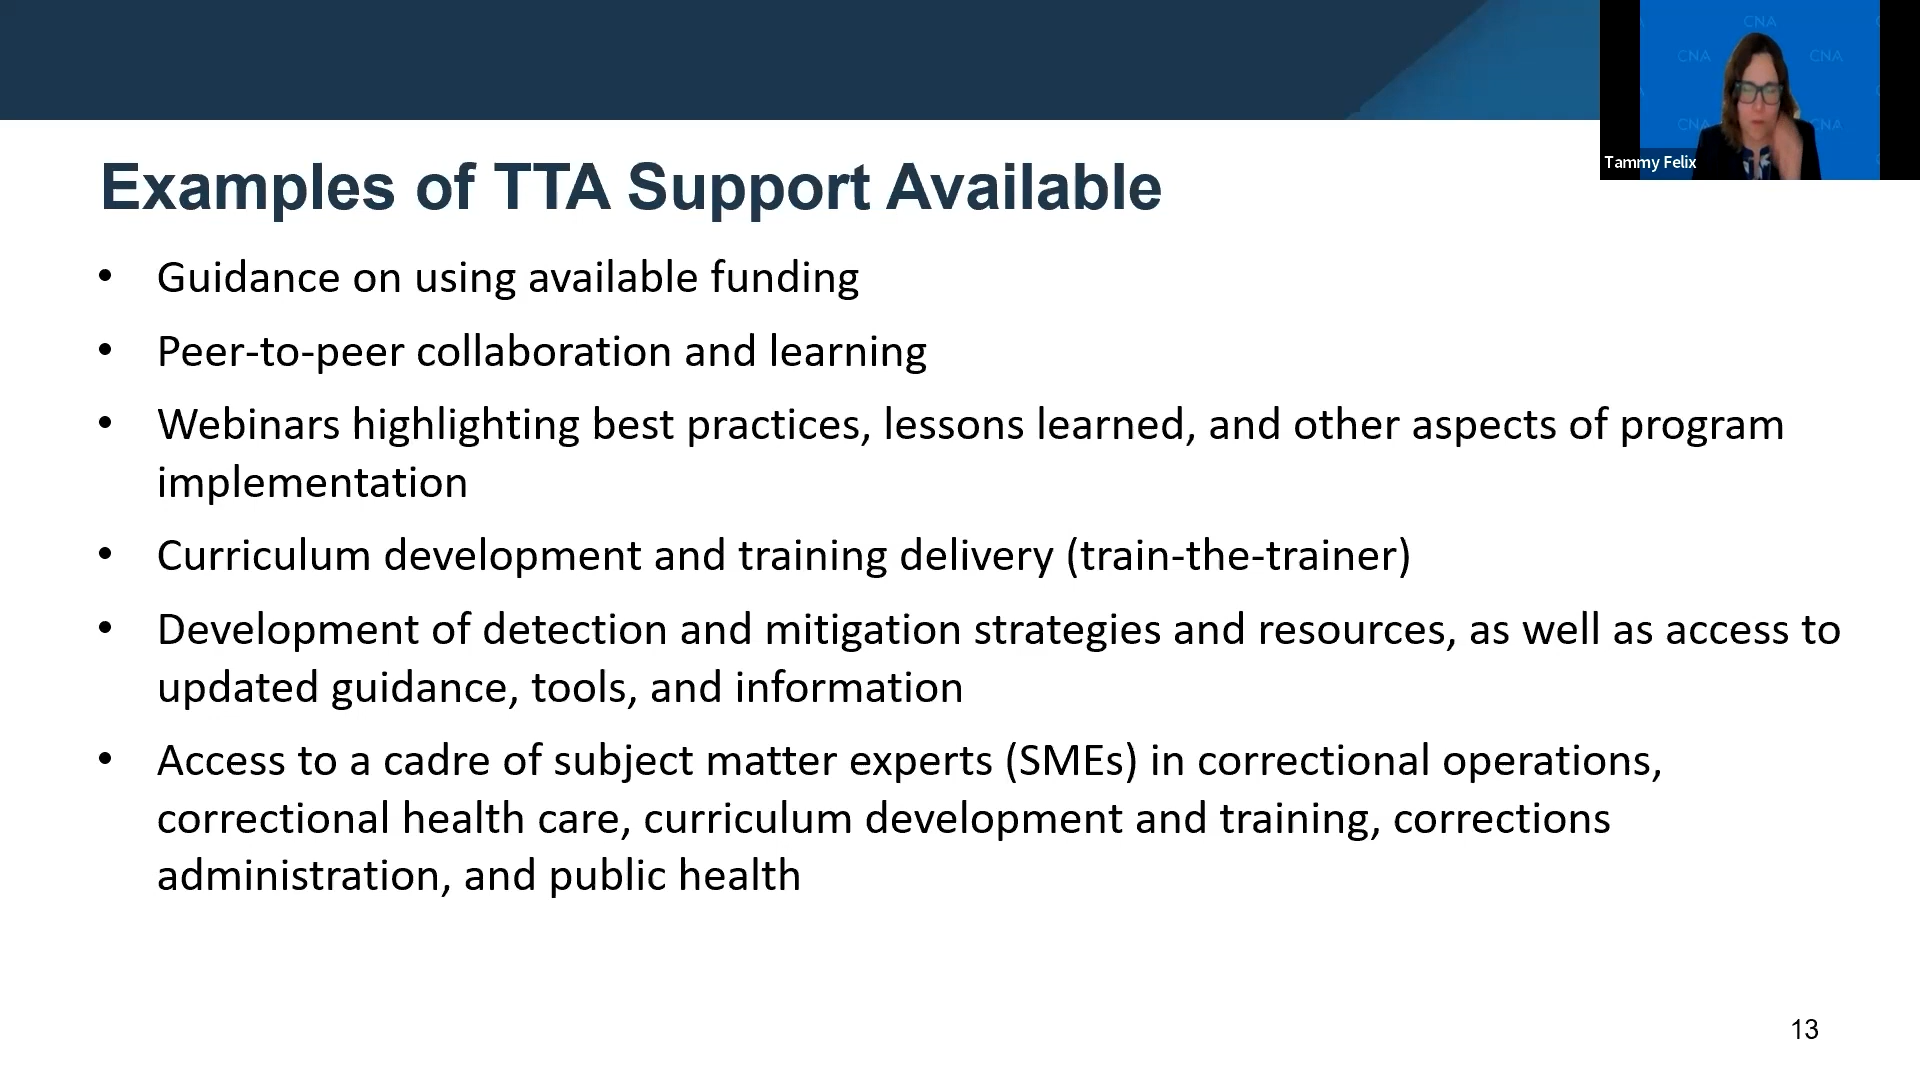 CNA
CNA CNA
CNA CNA
Tammy Felix
Examples of TTA Support Available
• Guidance on using available funding
• Peer-to-peer collaboration and learning
• Webinars highlighting best practices, lessons learned, and other aspects of program
implementation
• Curriculum development and training delivery (train-the-trainer)
• Development of detection and mitigation strategies and resources, as well as access to
updated guidance, tools, and information
• Access to a cadre of subject matter experts (SMEs) in correctional operations,
correctional health care, curriculum development and training, corrections
administration, and public health
13